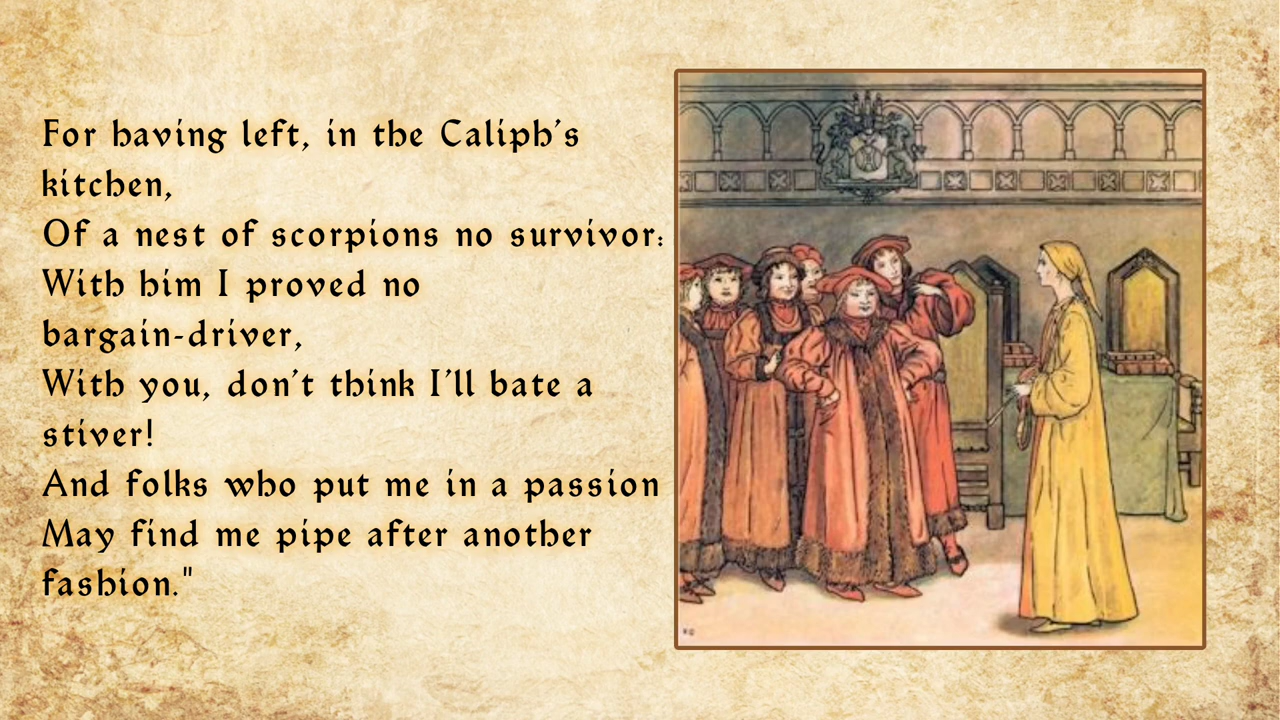 For having left, in the Caliph's
kitchen,
Of a nest of scorpions no survivor:
With him I proved no
bargain-driver,
With you, don't think I'll bate a
stiver!
And folks who put me in a passion
May find me pipe after another
fashion."